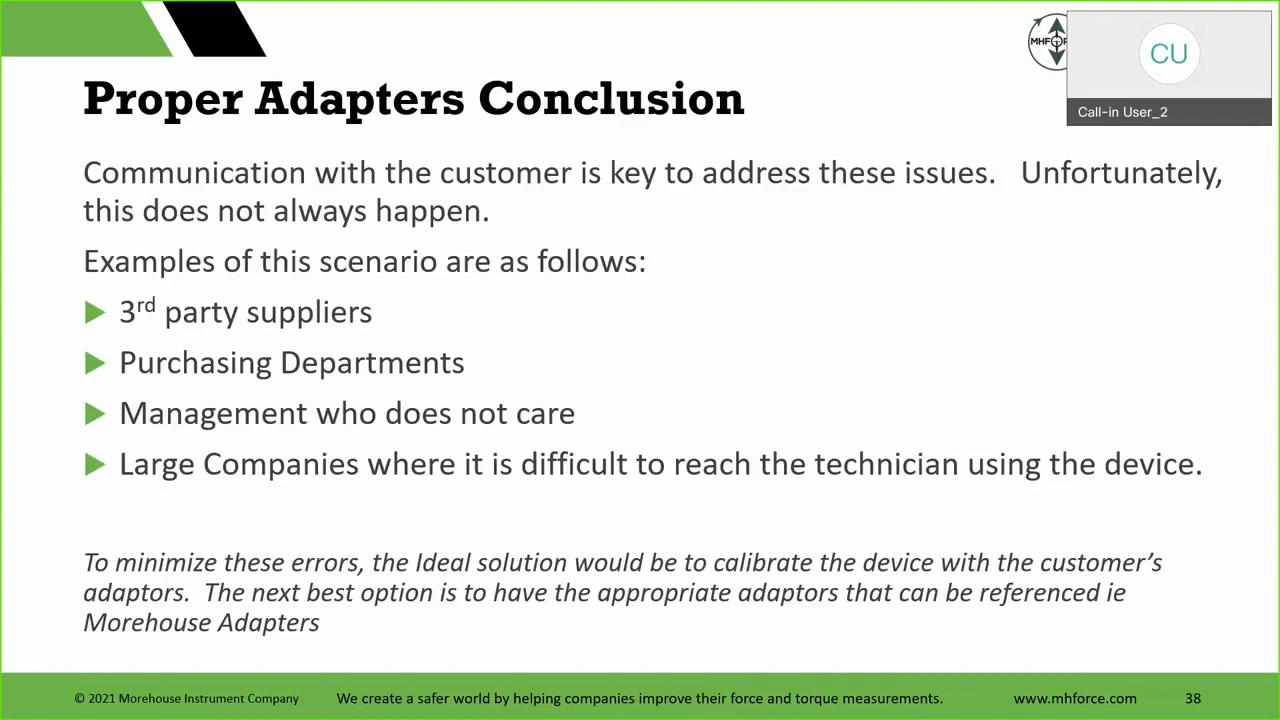 CU
Call-in User_2
Proper Adapters Conclusion
Communication with the customer is key to address these issues.   Unfortunately,
this does not always happen.
Examples of this scenario are as follows:
3rd party suppliers
Purchasing Departments
Management who does not care
Large Companies where it is difficult to reach the technician using the device.
To minimize these errors, the Ideal solution would be to calibrate the device with the customer's
adaptors.  The next best option is to have the appropriate adaptors that can be referenced ie
Morehouse Adapters
© 2021 Morehouse Instrument Company
We create a safer world by helping companies improve their force and torque measurements.
www.mhforce.com
38